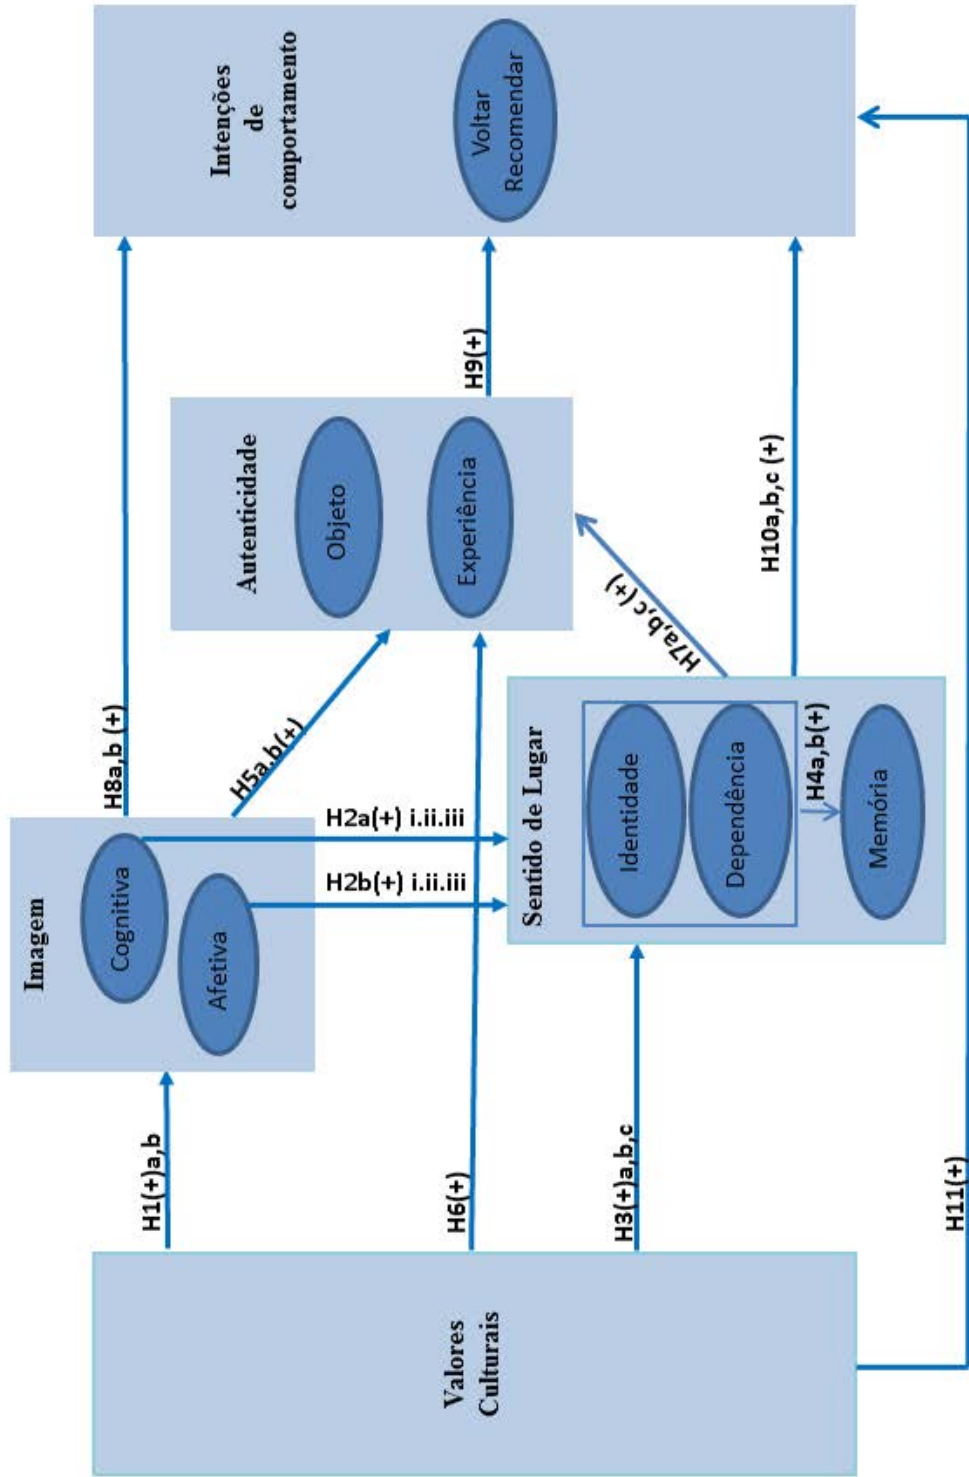 Valores
Culturais
H1(+)a,b
H6(+)
H3(+)a,b,c
H11(+)
Imagem
Cognitiva
Afetiva
H2a(+) i.ii.iii
H2b(+) i.ii.iii
H8a,b (+)
H5a,b(+)
Sentido de Lugar
Identidade
Dependência
H4a,b(+)
Memória
H7a,b,c (+)
H10a,b,c (+)
Autenticidade
Objeto
Experiência
H9(+)
Intenções
de
comportamento
Voltar
Recomendar